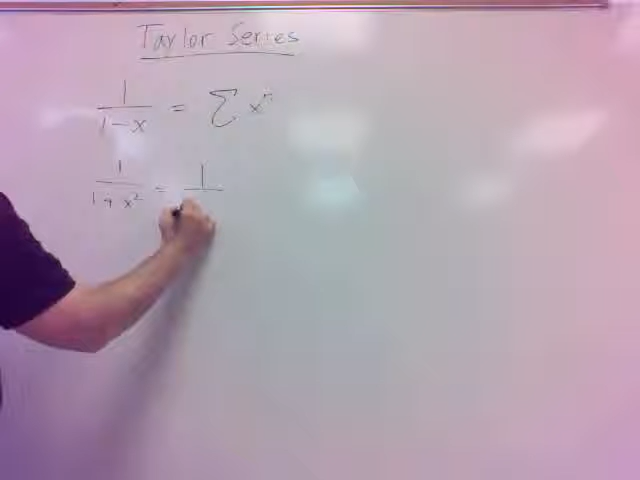 Taylor Series
1/(1-x) = Σ xⁿ
1/(1+x²) = 1/